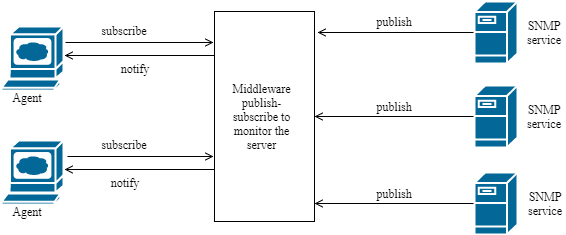 subscribe
notify
Agent
subscribe
notify
Agent
Middleware
publish-
subscribe to
monitor the
server
publish
SNMP
service
publish
SNMP
service
publish
SNMP
service